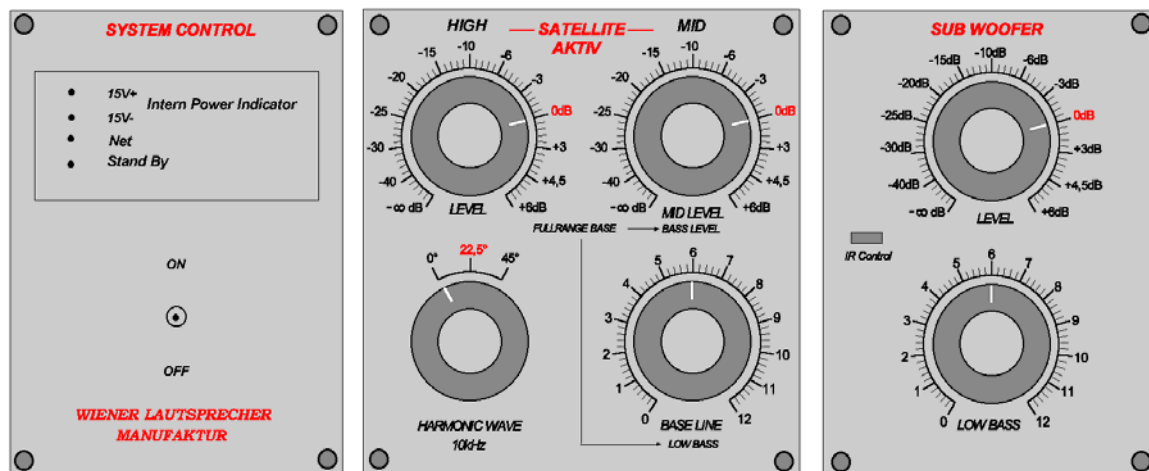 SYSTEM CONTROL
15V+
Intern Power Indicator
15V-
Net
Stand By
ON
OFF
WIENER LAUTSPRECHER
MANUFAKTUR
HIGH
SATELLITE
AKTIV
MID
-∞ dB
-40
-30
-25
-20
-15
-10
-6
-3
0dB
+3
+4,5
+6dB
LEVEL
-∞ dB
-40
-30
-25
-20
-15
-10
-6
-3
0dB
+3
+4,5
+6dB
MID LEVEL
FULLRANGE BASE
BASS LEVEL
0°
22,5°
45°
HARMONIC WAVE
10kHz
0
1
2
3
4
5
6
7
8
9
10
11
12
BASE LINE
LOW BASS
SUB WOOFER
-∞ dB
-40dB
-30dB
-25dB
-20dB
-15dB
-10dB
-6dB
-3dB
0dB
+3dB
+4,5dB
+6dB
LEVEL
IR Control
0
1
2
3
4
5
6
7
8
9
10
11
12
LOW BASS